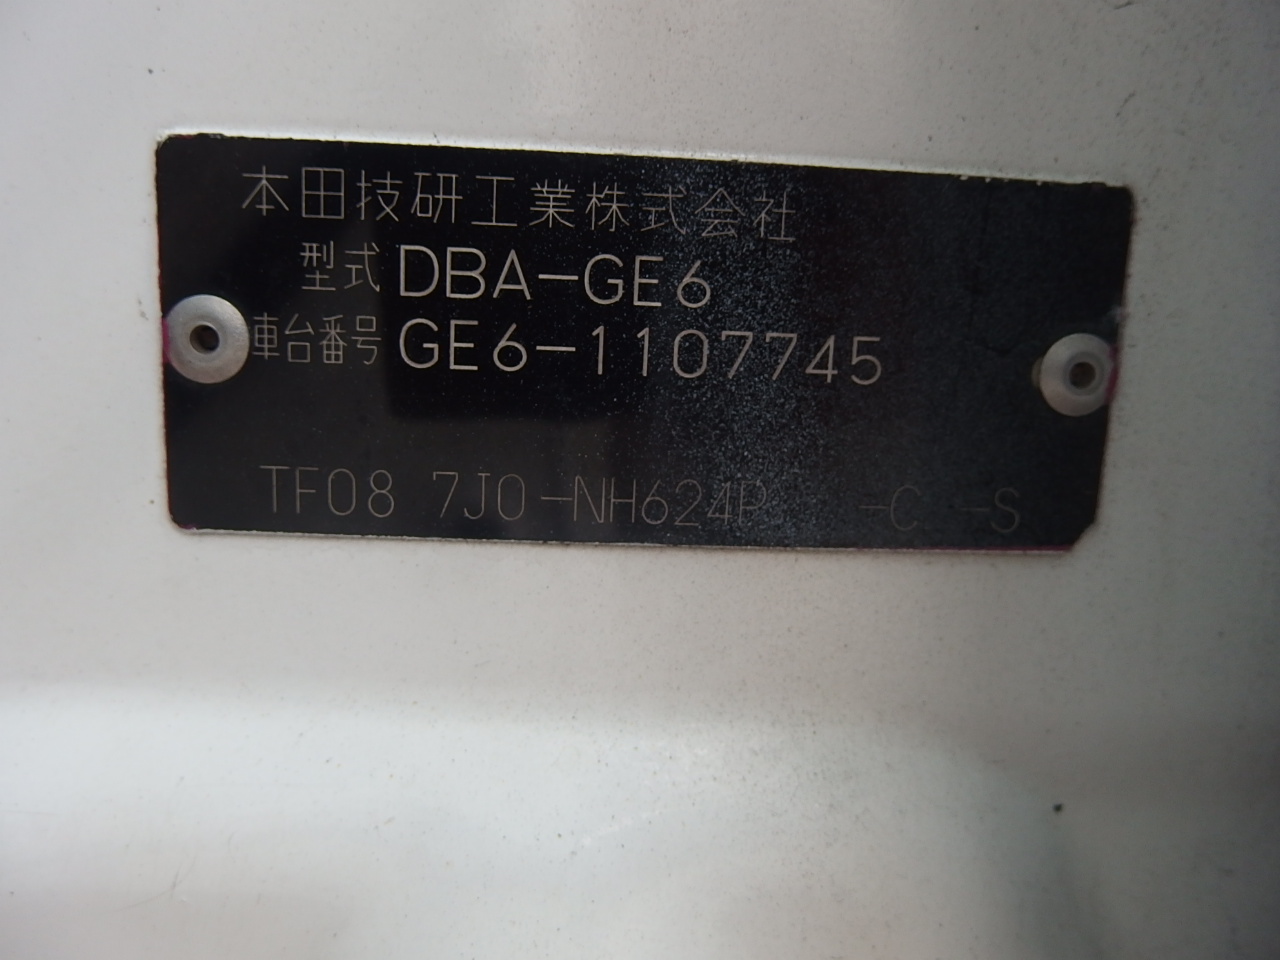 本田技研工業株式会社
型式 DBA-GE6
車台番号 GE6-1107745
TF08 7J0-NH624P -C -S